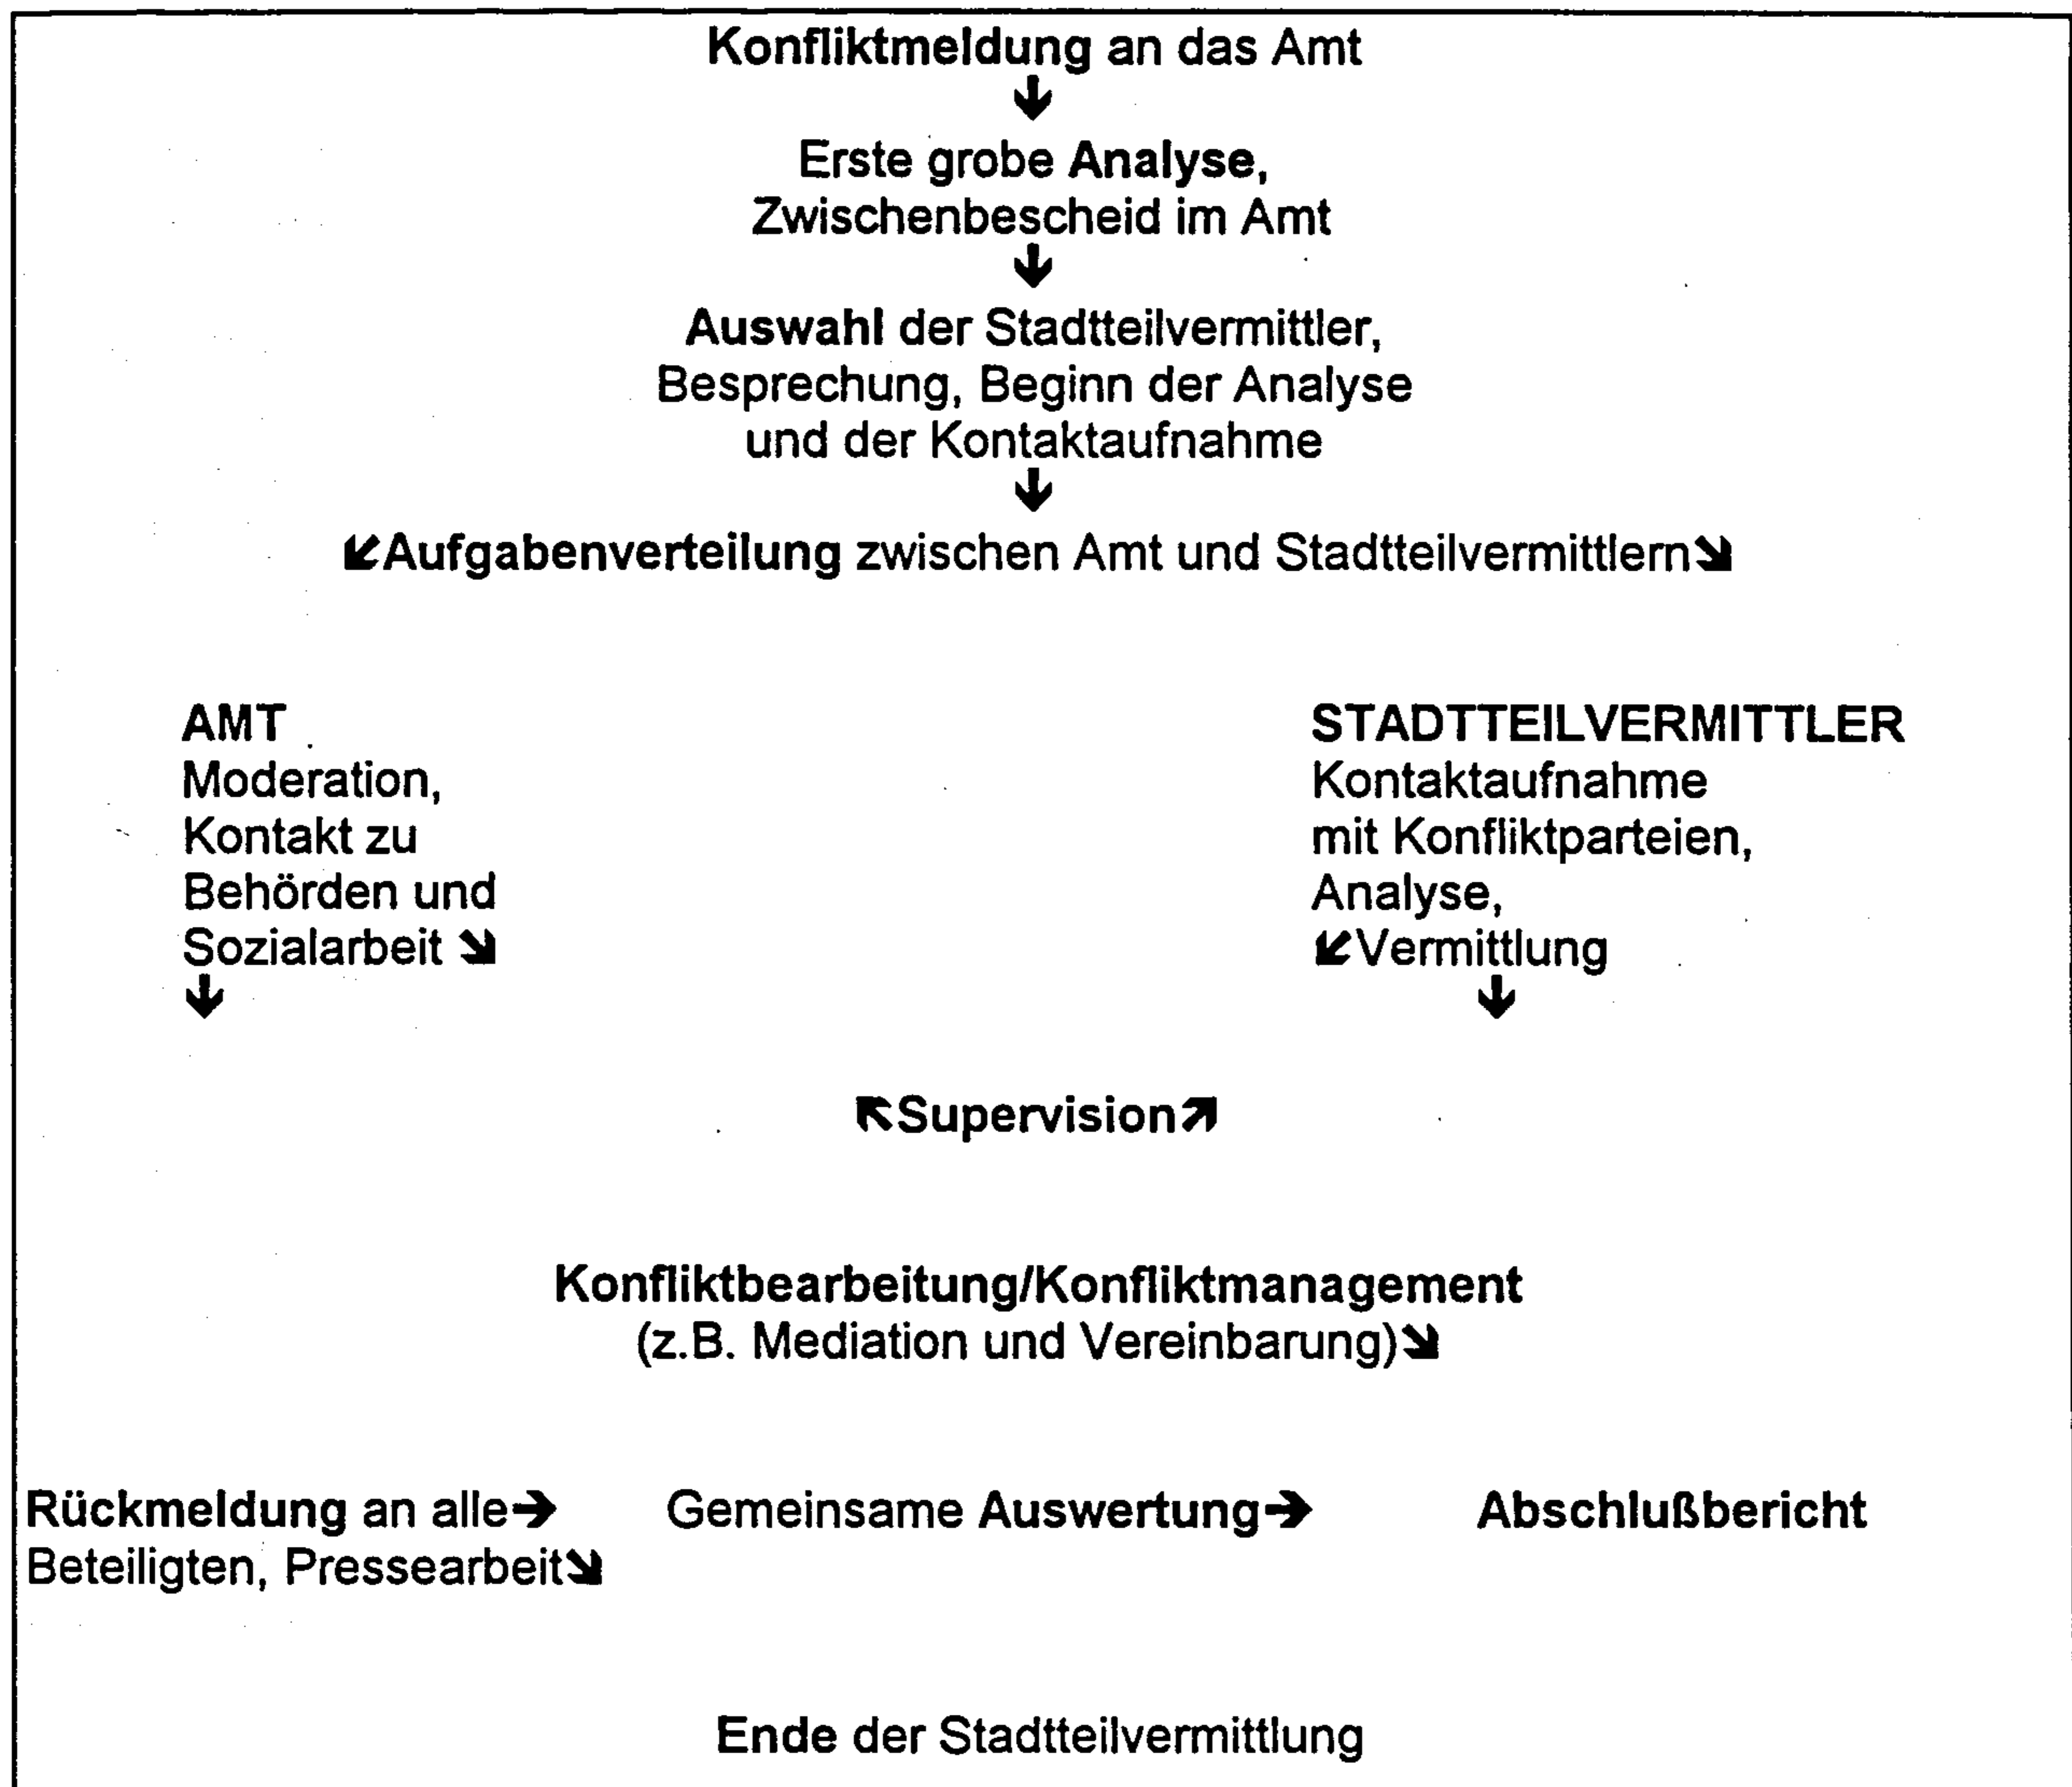 Konfliktmeldung an das Amt
↓
Erste grobe Analyse,
Zwischenbescheid im Amt
↓
Auswahl der Stadtteilvermittler,
Besprechung, Beginn der Analyse
und der Kontaktaufnahme
↓
↙Aufgabenverteilung zwischen Amt und Stadtteilvermittlern↘
AMT
Moderation,
Kontakt zu
Behörden und
Sozialarbeit ↘
↓
STADTTEILVERMITTLER
Kontaktaufnahme
mit Konfliktparteien,
Analyse,
↙Vermittlung
↓
↖Supervision↗
Konfliktbearbeitung/Konfliktmanagement
(z.B. Mediation und Vereinbarung)↘
Rückmeldung an alle→
Beteiligten, Pressearbeit↘
Gemeinsame Auswertung→
Abschlußbericht
Ende der Stadtteilvermittlung